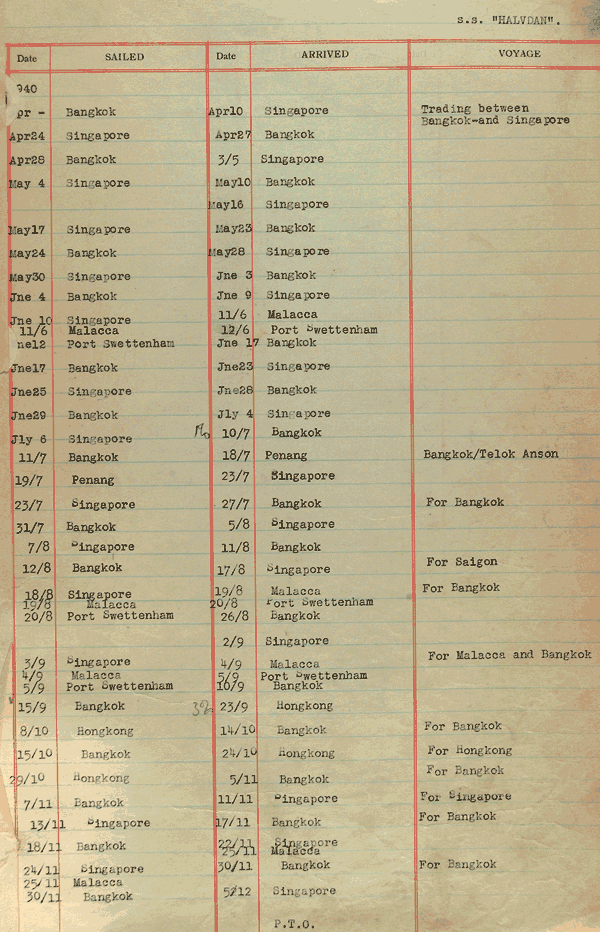 S.S. "HALVDAN".
Date SAILED Date ARRIVED VOYAGE
940
pr - Bangkok Apr10 Singapore Trading between
Bangkok-and Singapore
Apr24 Singapore Apr27 Bangkok
Apr28 Bangkok 3/5 Singapore
May 4 Singapore May10 Bangkok
May16 Singapore
May17 Singapore May23 Bangkok
May24 Bangkok May28 Singapore
May30 Singapore Jne 3 Bangkok
Jne 4 Bangkok Jne 9 Singapore
Jne 10 Singapore 11/6 Malacca
11/6 Malacca 12/6 Port Swettenham
ne12 Port Swettenham Jne 17 Bangkok
Jne17 Bangkok Jne23 Singapore
Jne25 Singapore Jne28 Bangkok
Jne29 Bangkok Jly 4 Singapore
Jly 6 Singapore 10/7 Bangkok
11/7 Bangkok 18/7 Penang Bangkok/Telok Anson
19/7 Penang 23/7 Singapore
23/7 Singapore 27/7 Bangkok For Bangkok
31/7 Bangkok 5/8 Singapore
7/8 Singapore 11/8 Bangkok
12/8 Bangkok 17/8 Singapore For Saigon
18/8 Singapore 19/8 Malacca For Bangkok
19/8 Malacca 20/8 Port Swettenham
20/8 Port Swettenham 26/8 Bangkok
2/9 Singapore
3/9 Singapore 4/9 Malacca For Malacca and Bangkok
4/9 Malacca 5/9 Port Swettenham
5/9 Port Swettenham 10/9 Bangkok
15/9 Bangkok 23/9 Hongkong
8/10 Hongkong 14/10 Bangkok For Bangkok
15/10 Bangkok 24/10 Hongkong For Hongkong
29/10 Hongkong 5/11 Bangkok For Bangkok
7/11 Bangkok 11/11 Singapore For Singapore
13/11 Singapore 17/11 Bangkok For Bangkok
18/11 Bangkok 22/11 Singapore
25/11 Malacca
24/11 Singapore 30/11 Bangkok For Bangkok
25/11 Malacca
30/11 Bangkok 5/12 Singapore
P.T.O.